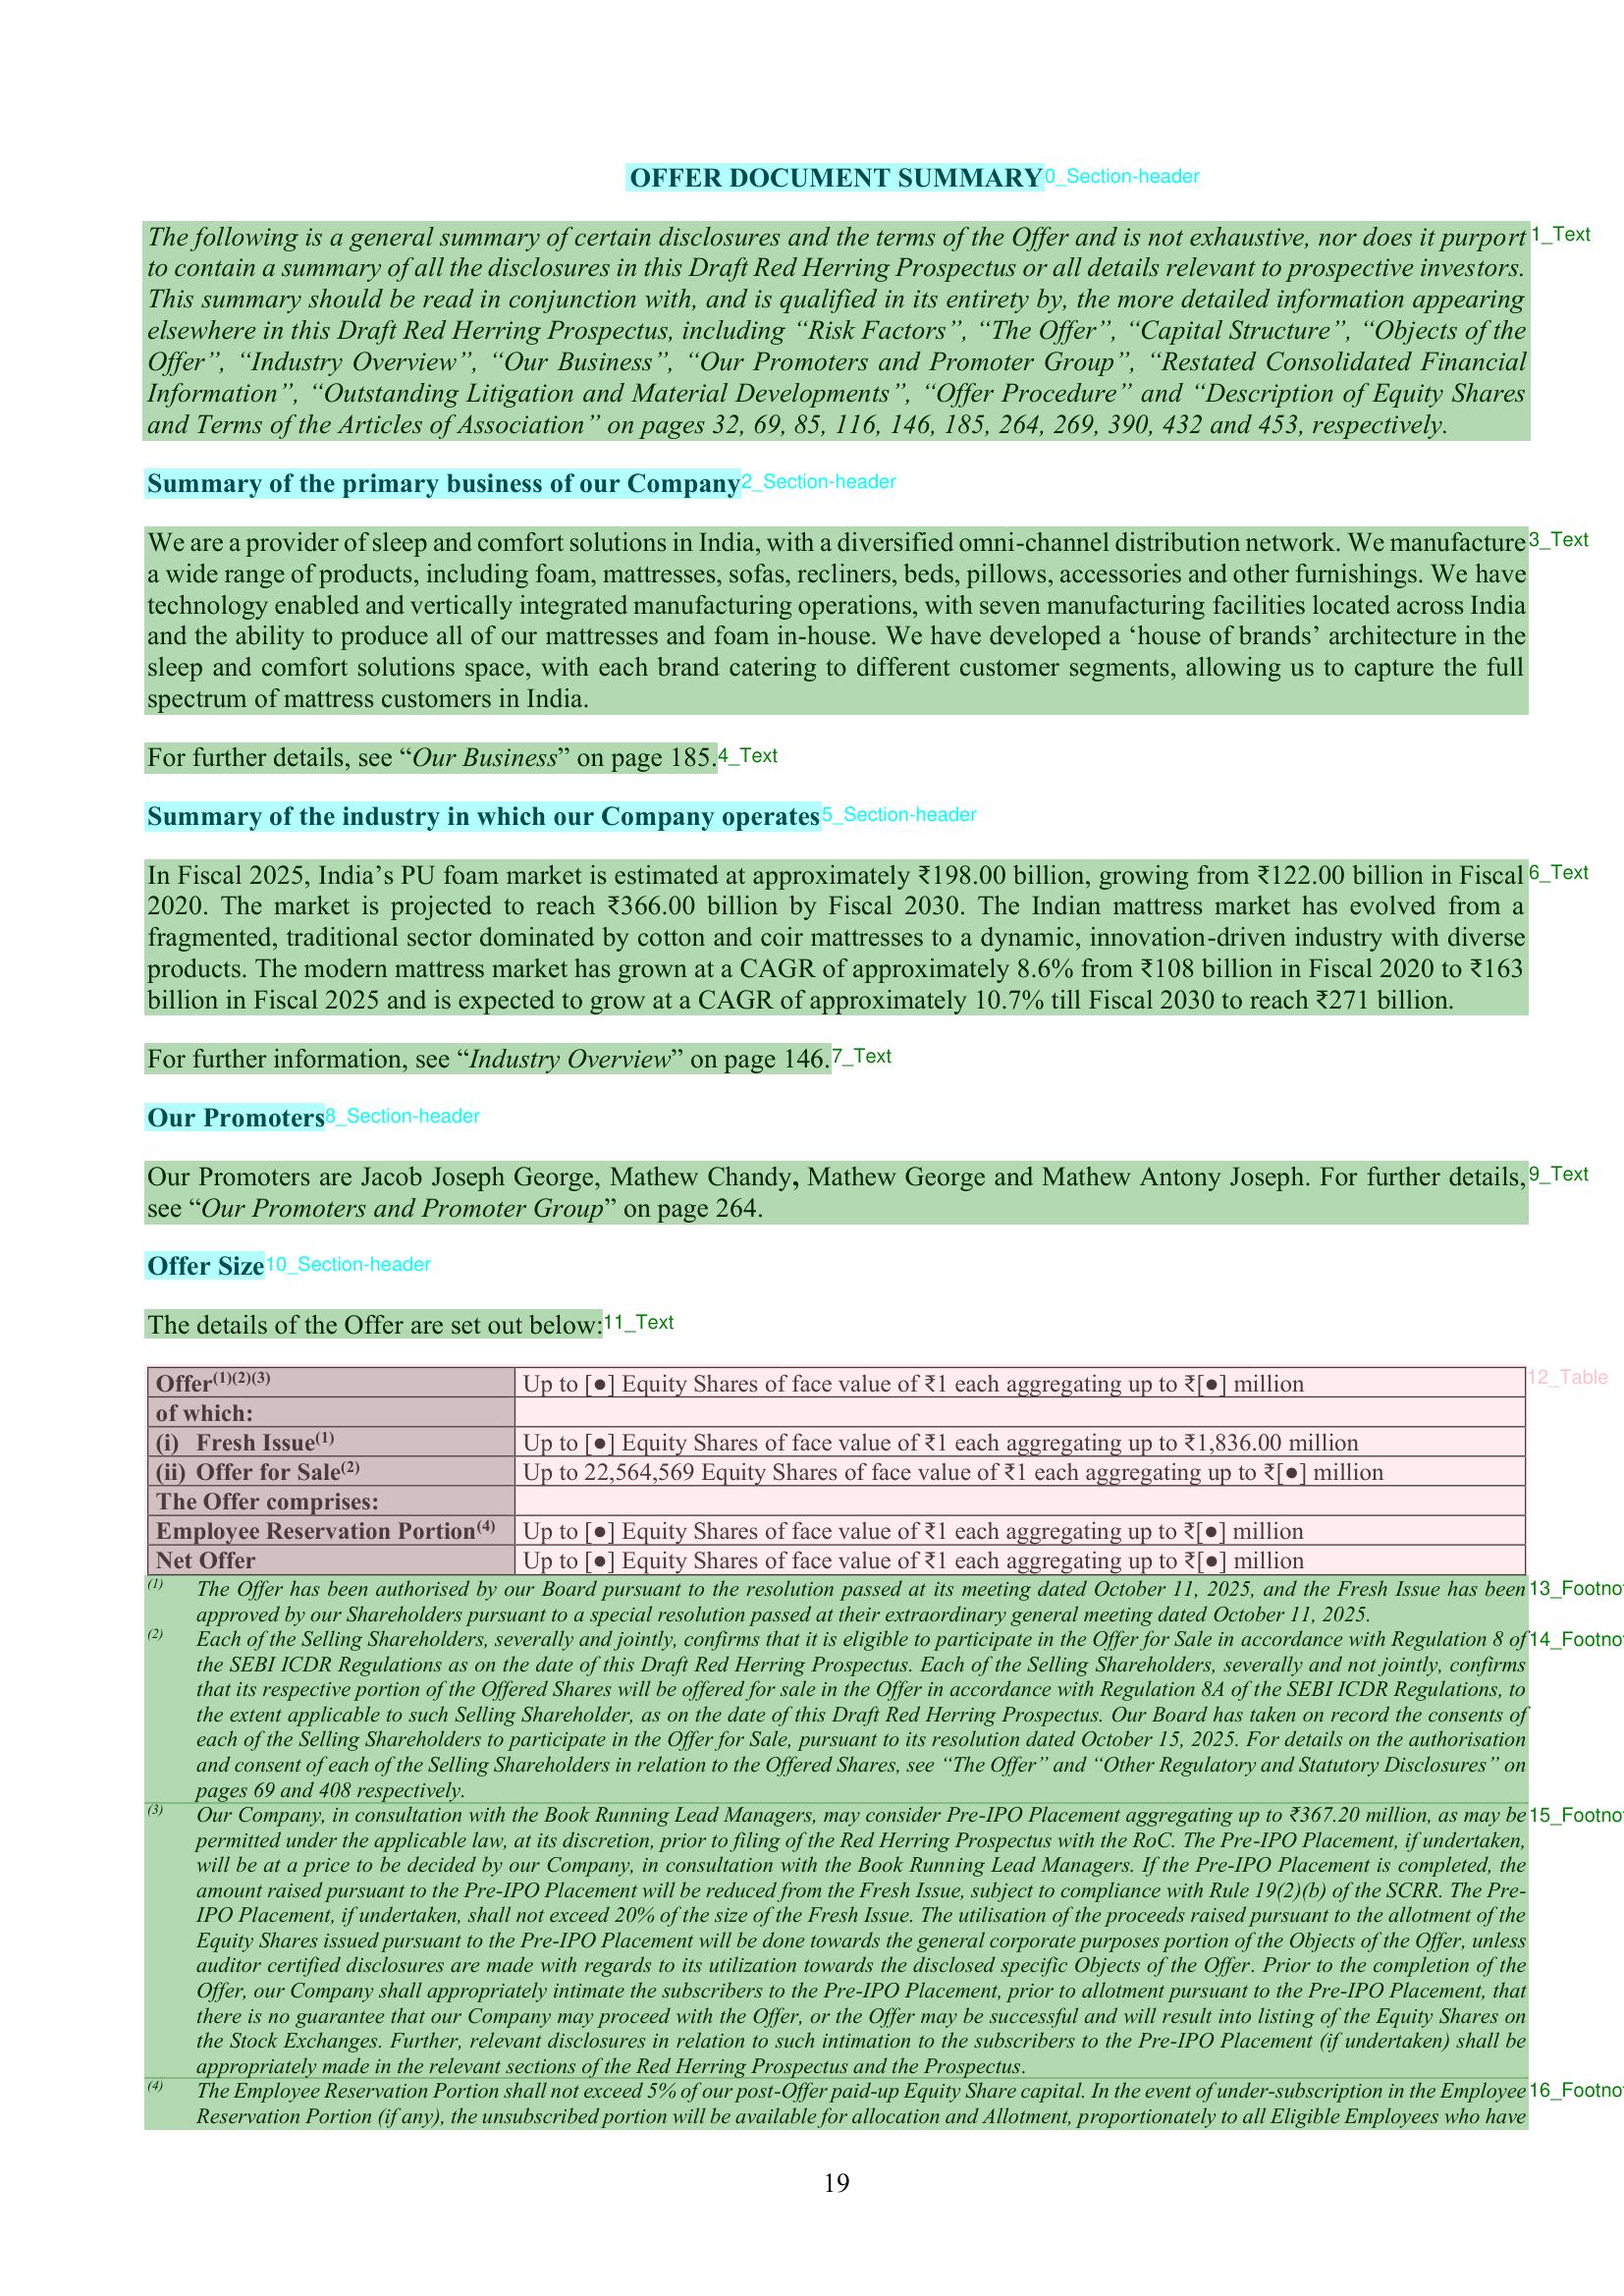 OFFER DOCUMENT SUMMARY 0_Section-header
The following is a general summary of certain disclosures and the terms of the Offer and is not exhaustive, nor does it purport 1_Text
to contain a summary of all the disclosures in this Draft Red Herring Prospectus or all details relevant to prospective investors.
This summary should be read in conjunction with, and is qualified in its entirety by, the more detailed information appearing
elsewhere in this Draft Red Herring Prospectus, including “Risk Factors”, “The Offer”, “Capital Structure”, “Objects of the
Offer”, “Industry Overview”, “Our Business”, “Our Promoters and Promoter Group”, “Restated Consolidated Financial
Information”, “Outstanding Litigation and Material Developments”, “Offer Procedure” and “Description of Equity Shares
and Terms of the Articles of Association” on pages 32, 69, 85, 116, 146, 185, 264, 269, 390, 432 and 453, respectively.
Summary of the primary business of our Company 2_Section-header
We are a provider of sleep and comfort solutions in India, with a diversified omni-channel distribution network. We manufacture 3_Text
a wide range of products, including foam, mattresses, sofas, recliners, beds, pillows, accessories and other furnishings. We have
technology enabled and vertically integrated manufacturing operations, with seven manufacturing facilities located across India
and the ability to produce all of our mattresses and foam in-house. We have developed a ‘house of brands’ architecture in the
sleep and comfort solutions space, with each brand catering to different customer segments, allowing us to capture the full
spectrum of mattress customers in India.
For further details, see “Our Business” on page 185. 4_Text
Summary of the industry in which our Company operates 5_Section-header
In Fiscal 2025, India’s PU foam market is estimated at approximately ₹198.00 billion, growing from ₹122.00 billion in Fiscal 6_Text
2020. The market is projected to reach ₹366.00 billion by Fiscal 2030. The Indian mattress market has evolved from a
fragmented, traditional sector dominated by cotton and coir mattresses to a dynamic, innovation-driven industry with diverse
products. The modern mattress market has grown at a CAGR of approximately 8.6% from ₹108 billion in Fiscal 2020 to ₹163
billion in Fiscal 2025 and is expected to grow at a CAGR of approximately 10.7% till Fiscal 2030 to reach ₹271 billion.
For further information, see “Industry Overview” on page 146. 7_Text
Our Promoters 8_Section-header
Our Promoters are Jacob Joseph George, Mathew Chandy, Mathew George and Mathew Antony Joseph. For further details, 9_Text
see “Our Promoters and Promoter Group” on page 264.
Offer Size 10_Section-header
The details of the Offer are set out below: 11_Text
Offer(1)(2)(3) Up to [●] Equity Shares of face value of ₹1 each aggregating up to ₹[●] million 12_Table
of which:
(i) Fresh Issue(1) Up to [●] Equity Shares of face value of ₹1 each aggregating up to ₹1,836.00 million
(ii) Offer for Sale(2) Up to 22,564,569 Equity Shares of face value of ₹1 each aggregating up to ₹[●] million
The Offer comprises:
Employee Reservation Portion(4) Up to [●] Equity Shares of face value of ₹1 each aggregating up to ₹[●] million
Net Offer Up to [●] Equity Shares of face value of ₹1 each aggregating up to ₹[●] million
(1) The Offer has been authorised by our Board pursuant to the resolution passed at its meeting dated October 11, 2025, and the Fresh Issue has been 13_Footno
approved by our Shareholders pursuant to a special resolution passed at their extraordinary general meeting dated October 11, 2025.
(2) Each of the Selling Shareholders, severally and jointly, confirms that it is eligible to participate in the Offer for Sale in accordance with Regulation 8 of 14_Footno
the SEBI ICDR Regulations as on the date of this Draft Red Herring Prospectus. Each of the Selling Shareholders, severally and not jointly, confirms
that its respective portion of the Offered Shares will be offered for sale in the Offer in accordance with Regulation 8A of the SEBI ICDR Regulations, to
the extent applicable to such Selling Shareholder, as on the date of this Draft Red Herring Prospectus. Our Board has taken on record the consents of
each of the Selling Shareholders to participate in the Offer for Sale, pursuant to its resolution dated October 15, 2025. For details on the authorisation
and consent of each of the Selling Shareholders in relation to the Offered Shares, see “The Offer” and “Other Regulatory and Statutory Disclosures” on
pages 69 and 408 respectively.
(3) Our Company, in consultation with the Book Running Lead Managers, may consider Pre-IPO Placement aggregating up to ₹367.20 million, as may be 15_Footno
permitted under the applicable law, at its discretion, prior to filing of the Red Herring Prospectus with the RoC. The Pre-IPO Placement, if undertaken,
will be at a price to be decided by our Company, in consultation with the Book Running Lead Managers. If the Pre-IPO Placement is completed, the
amount raised pursuant to the Pre-IPO Placement will be reduced from the Fresh Issue, subject to compliance with Rule 19(2)(b) of the SCRR. The Pre-
IPO Placement, if undertaken, shall not exceed 20% of the size of the Fresh Issue. The utilisation of the proceeds raised pursuant to the allotment of the
Equity Shares issued pursuant to the Pre-IPO Placement will be done towards the general corporate purposes portion of the Objects of the Offer, unless
auditor certified disclosures are made with regards to its utilization towards the disclosed specific Objects of the Offer. Prior to the completion of the
Offer, our Company shall appropriately intimate the subscribers to the Pre-IPO Placement, prior to allotment pursuant to the Pre-IPO Placement, that
there is no guarantee that our Company may proceed with the Offer, or the Offer may be successful and will result into listing of the Equity Shares on
the Stock Exchanges. Further, relevant disclosures in relation to such intimation to the subscribers to the Pre-IPO Placement (if undertaken) shall be
appropriately made in the relevant sections of the Red Herring Prospectus and the Prospectus.
(4) The Employee Reservation Portion shall not exceed 5% of our post-Offer paid-up Equity Share capital. In the event of under-subscription in the Employee 16_Footno
Reservation Portion (if any), the unsubscribed portion will be available for allocation and Allotment, proportionately to all Eligible Employees who have
19